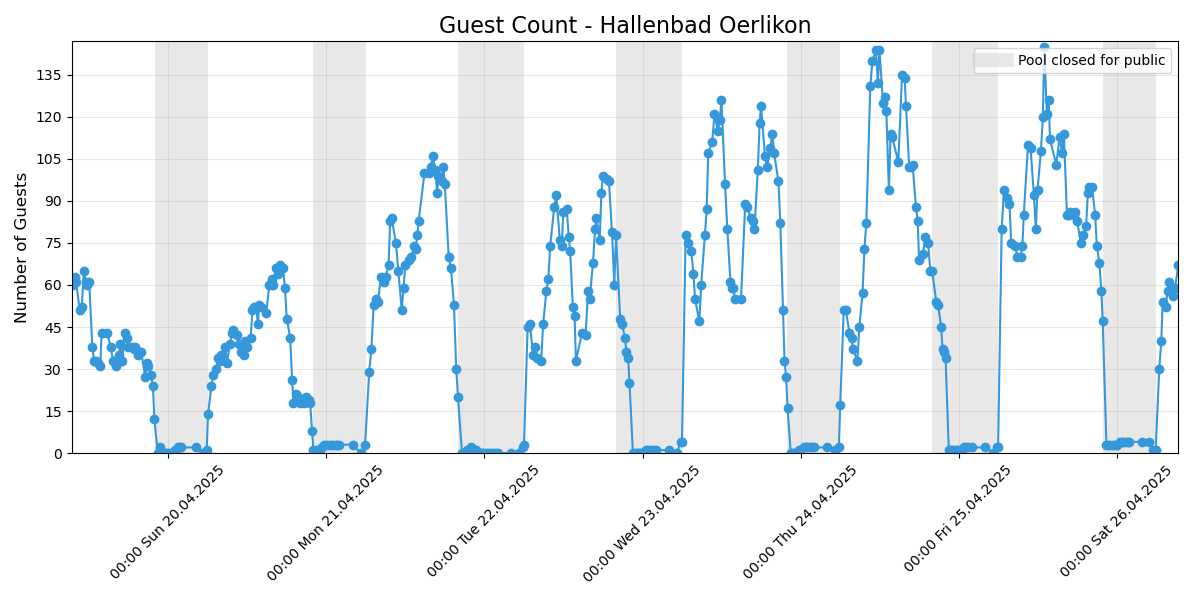 Guest Count - Hallenbad Oerlikon
Pool closed for public
Number of Guests
135
120
105
90
75
60
45
30
15
0
00:00 Sun 20.04.2025
00:00 Mon 21.04.2025
00:00 Tue 22.04.2025
00:00 Wed 23.04.2025
00:00 Thu 24.04.2025
00:00 Fri 25.04.2025
00:00 Sat 26.04.2025